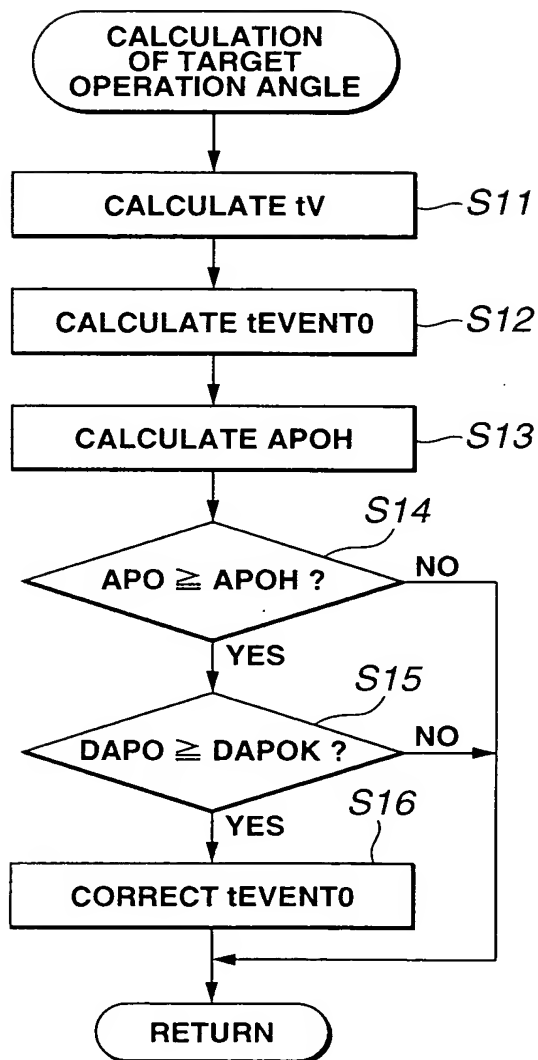 CALCULATION
OF TARGET
OPERATION ANGLE
CALCULATE tV
S11
CALCULATE tEVENT0
S12
CALCULATE APOH
S13
S14
APO ≧ APOH ?
NO
YES
S15
DAPO ≧ DAPOK ?
NO
YES
S16
CORRECT tEVENT0
RETURN